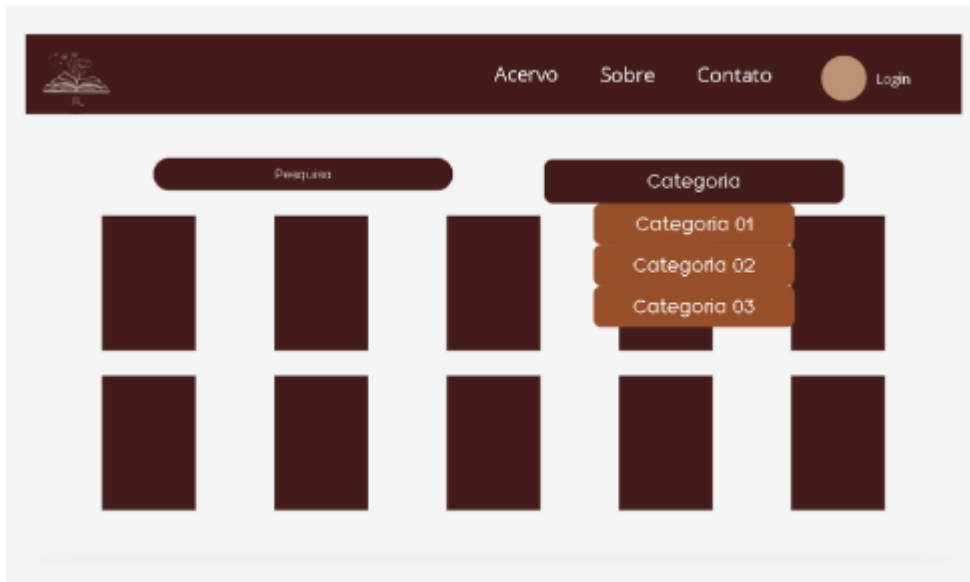 Acervo
Sobre
Contato
Login
Pesquisa
Categoria
Categoria 01
Categoria 02
Categoria 03